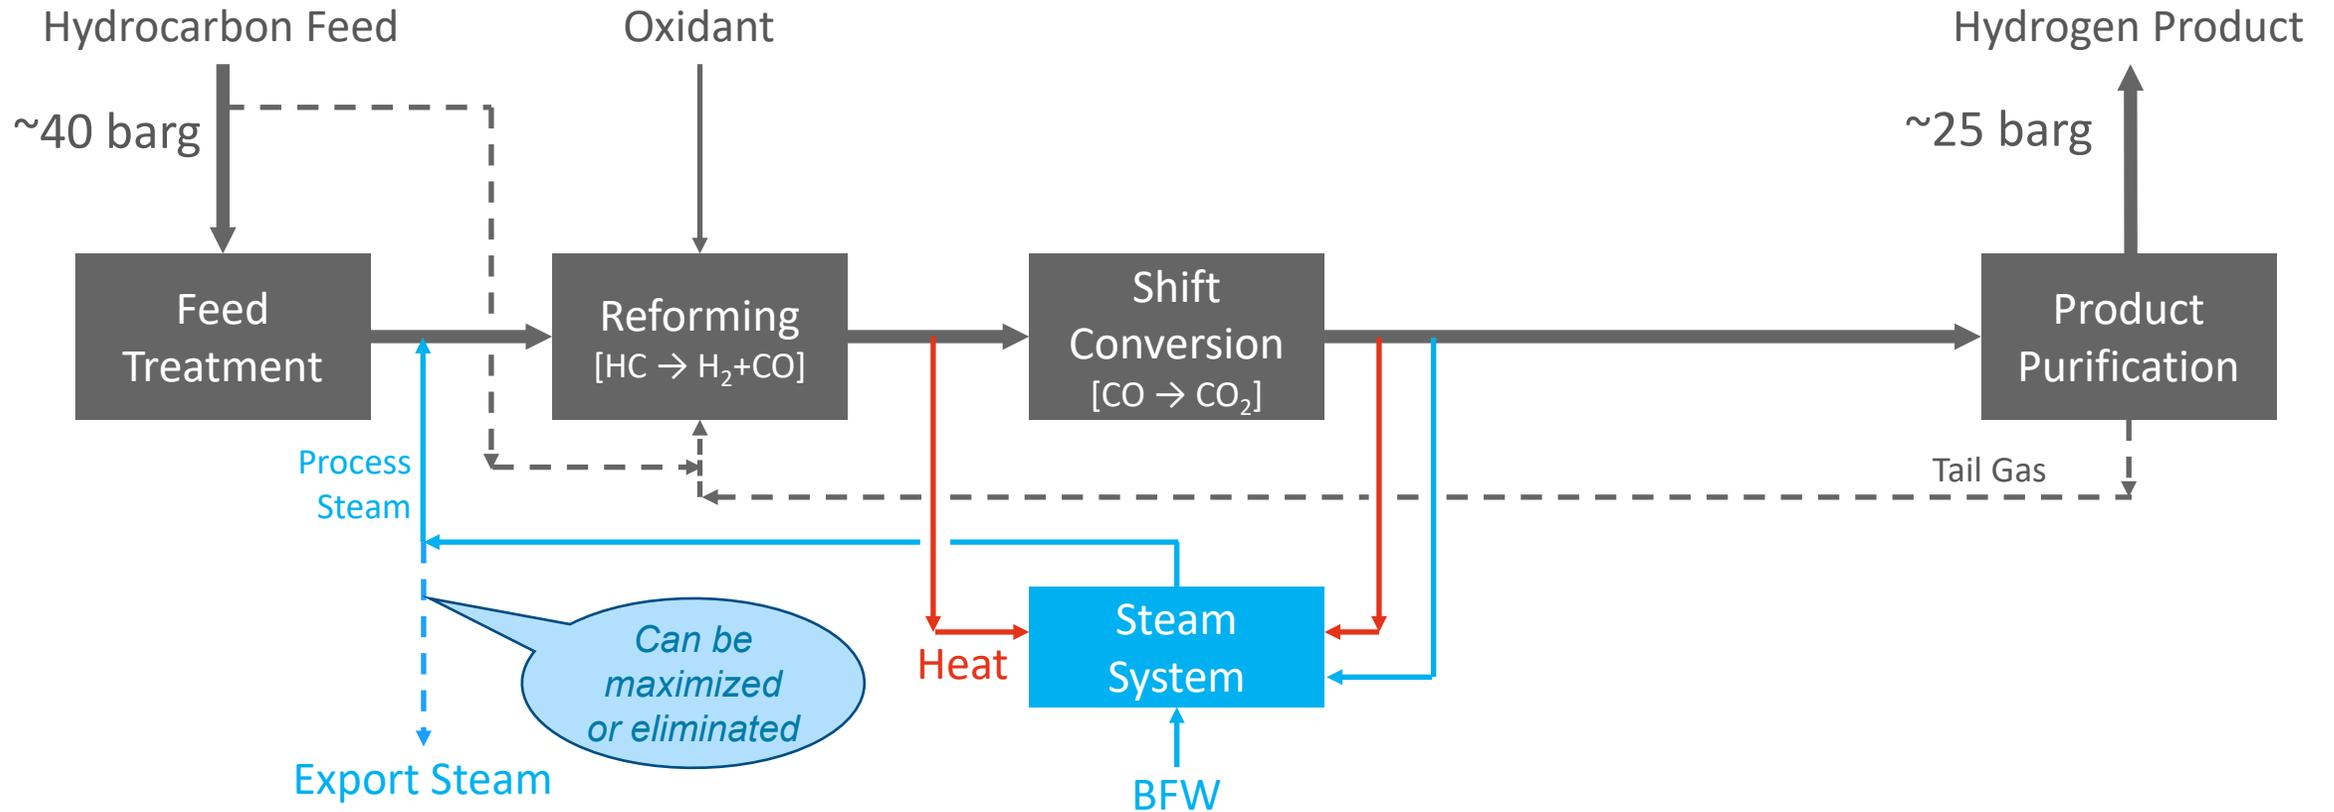 Hydrocarbon Feed
Oxidant
Hydrogen Product
~40 barg
~25 barg
Feed
Treatment
Reforming
[HC → H₂+CO]
Shift
Conversion
[CO → CO₂]
Product
Purification
Process
Steam
Tail Gas
Can be
maximized
or eliminated
Heat
Steam
System
Export Steam
BFW